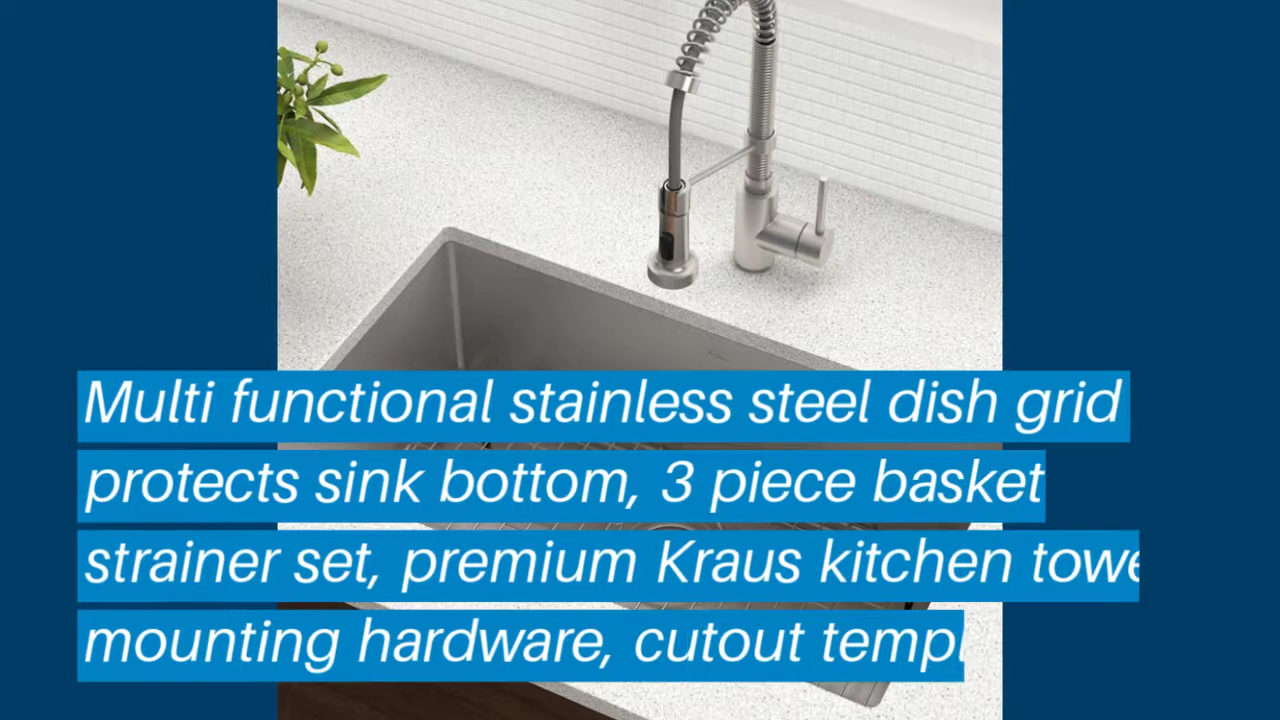 Multi functional stainless steel dish grid
protects sink bottom, 3 piece basket
strainer set, premium Kraus kitchen
mounting hardware, cutout